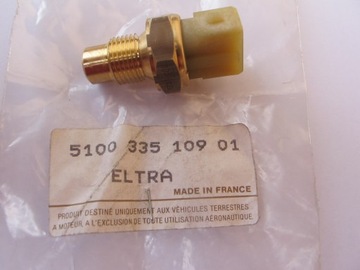 5100 335 109 01
ELTRA
MADE IN FRANCE
PRODUIT DESTINÉ UNIQUEMENT AUX VÉHICULES TERRESTRES
A MOTEUR, A L'EXCLUSION DE TOUTE UTILISATION AÉRONAUTIQUE.